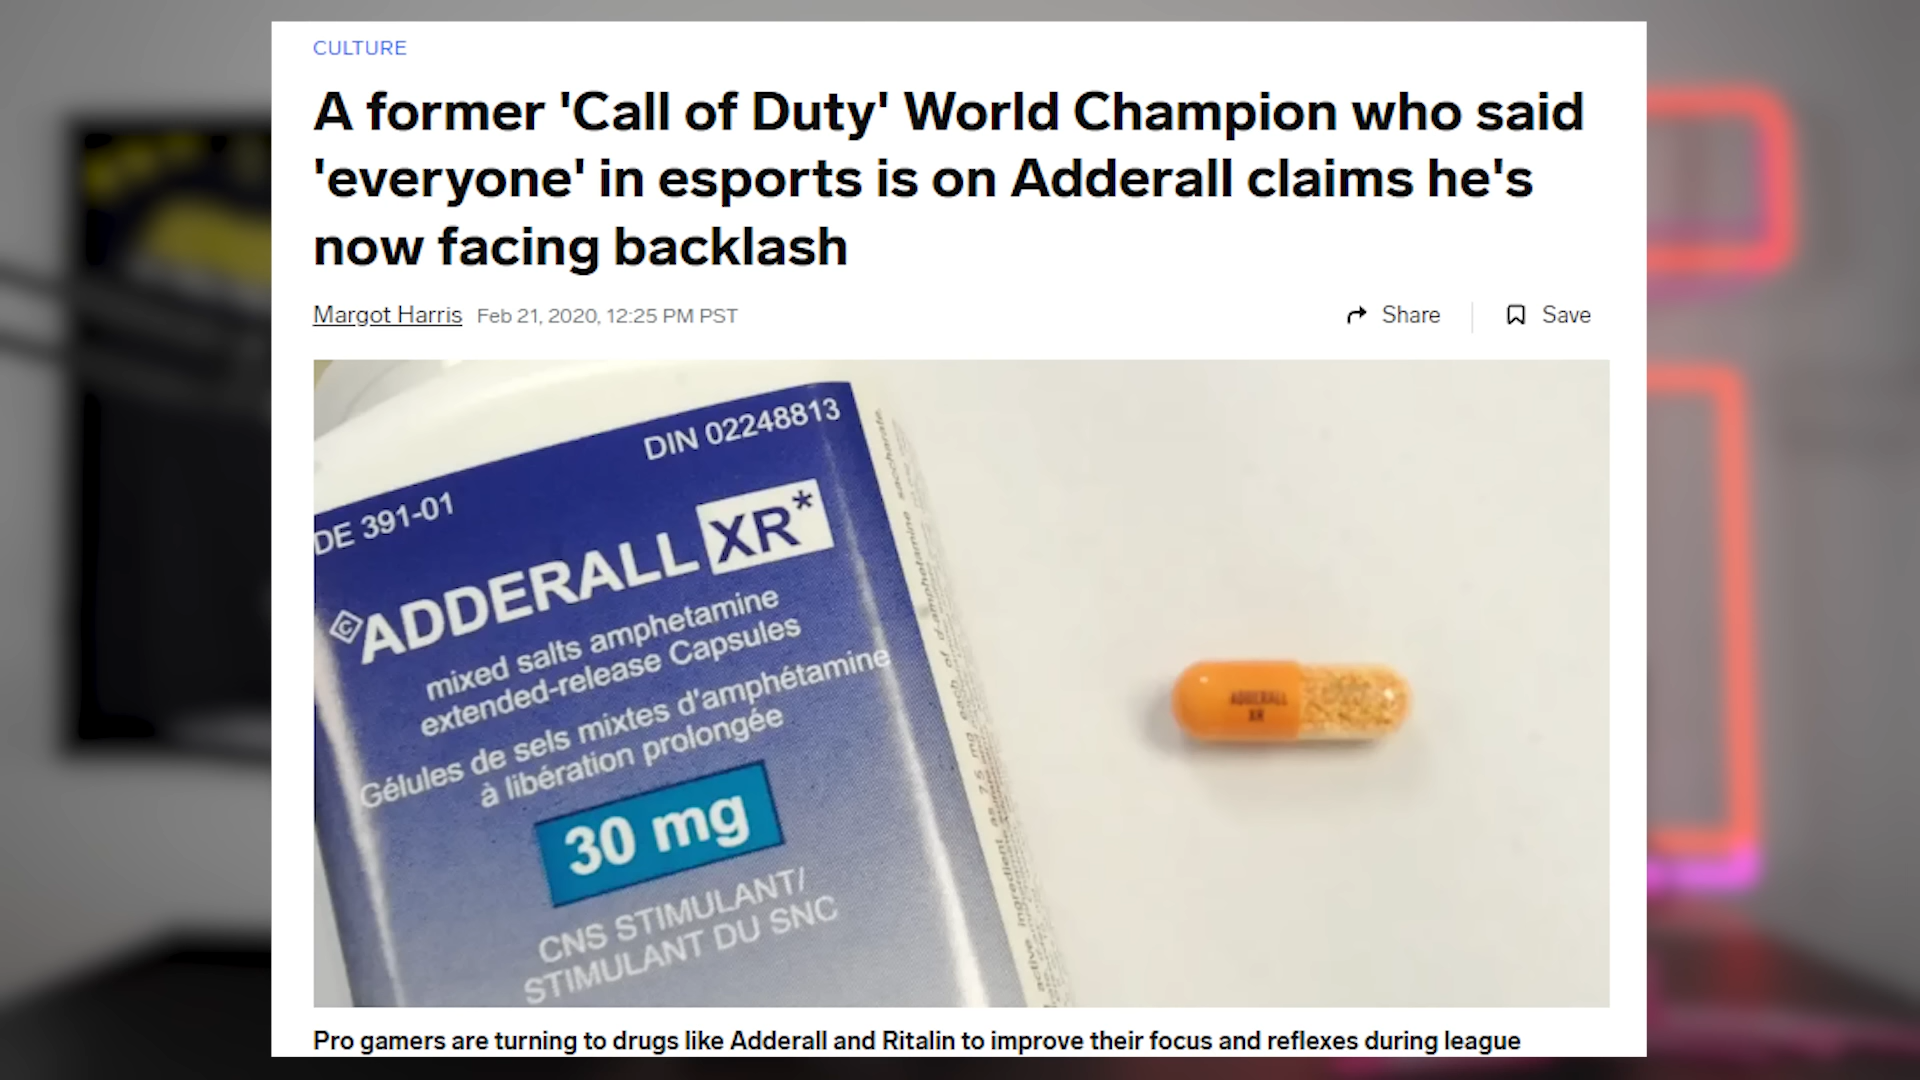 CULTURE
A former 'Call of Duty' World Champion who said
'everyone' in esports is on Adderall claims he's
now facing backlash
Margot Harris Feb 21, 2020, 12:25 PM PST
Share Save
DIN 02248813
DE 391-01
ADDERALL XR*
mixed salts amphetamine
extended-release Capsules
Gélules de sels mixtes d'amphétamine
à libération prolongée
30 mg
CNS STIMULANT/
STIMULANT DU SNC
ADDERALL
XR
Pro gamers are turning to drugs like Adderall and Ritalin to improve their focus and reflexes during league